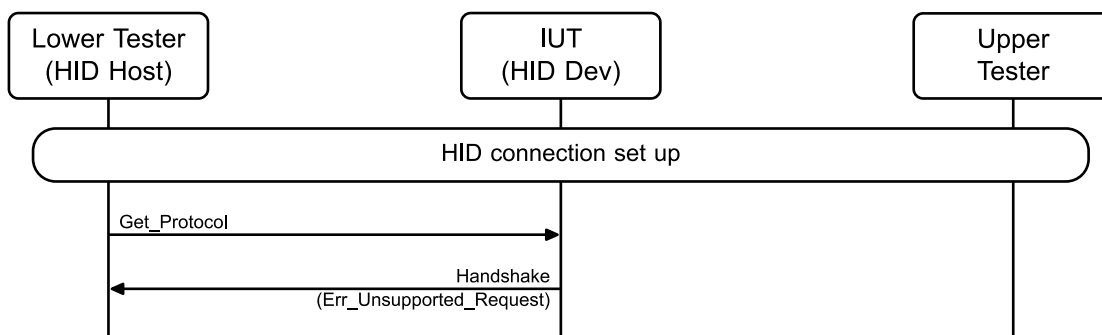 Lower Tester
(HID Host)
IUT
(HID Dev)
Upper
Tester
HID connection set up
Get_Protocol
Handshake
(Err_Unsupported_Request)